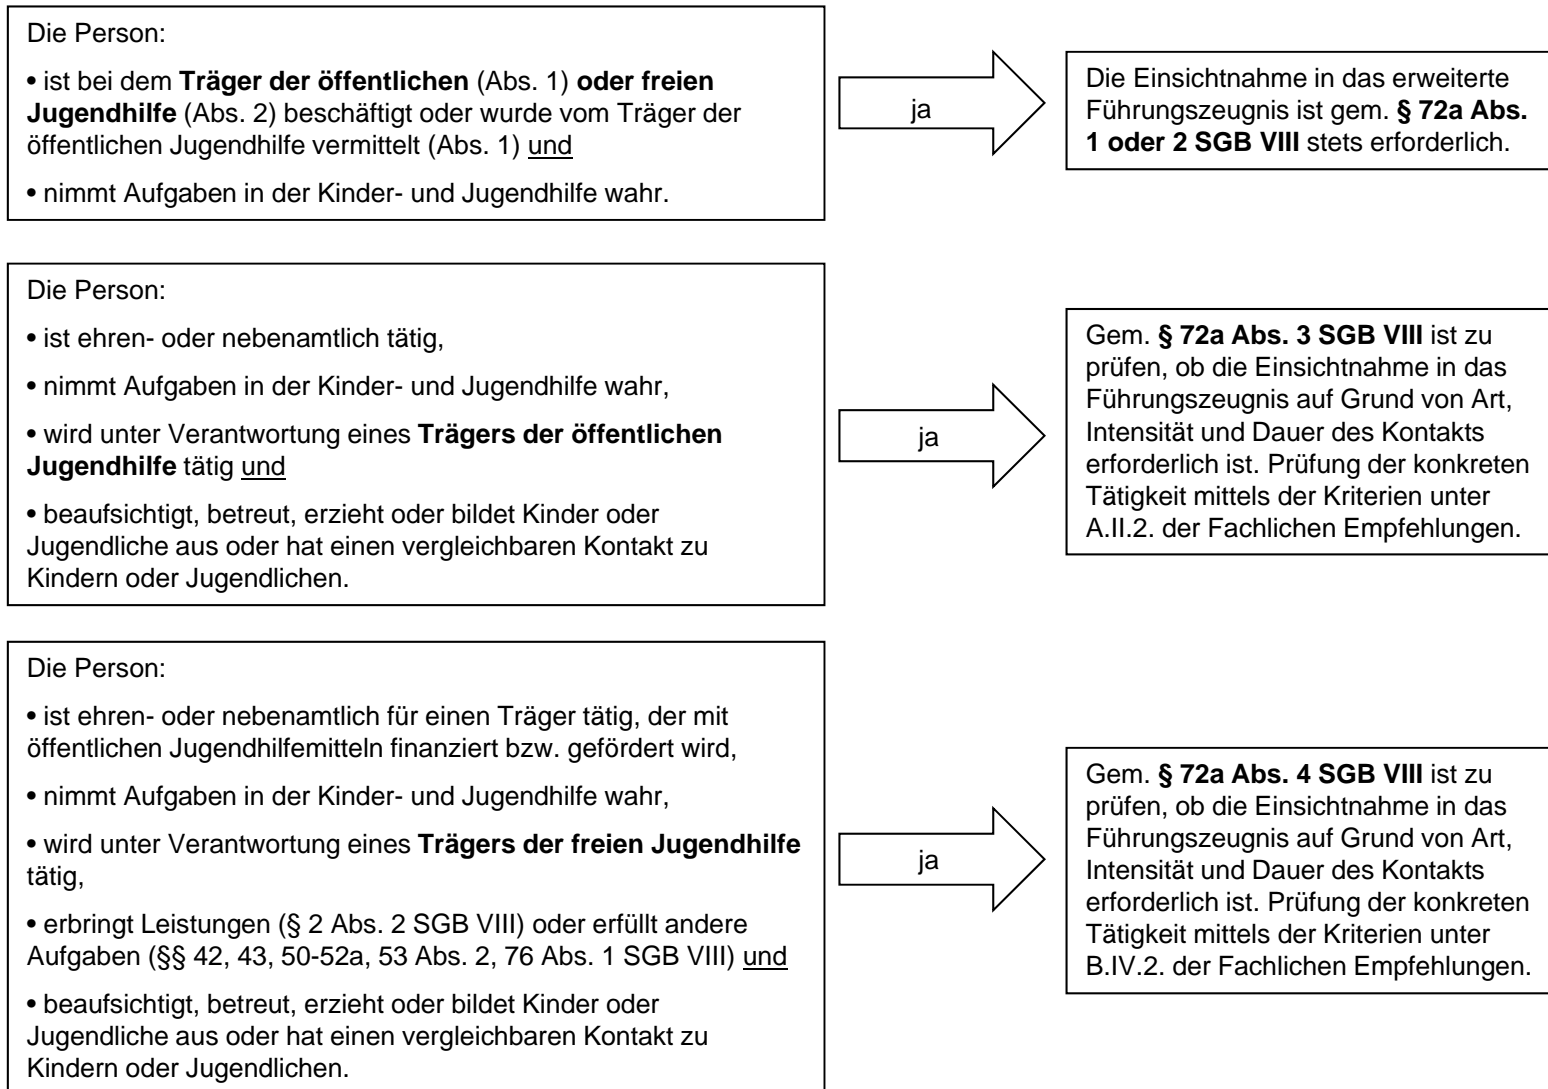 Die Person:
• ist bei dem Träger der öffentlichen (Abs. 1) oder freien
Jugendhilfe (Abs. 2) beschäftigt oder wurde vom Träger der
öffentlichen Jugendhilfe vermittelt (Abs. 1) und
• nimmt Aufgaben in der Kinder- und Jugendhilfe wahr.
ja
Die Einsichtnahme in das erweiterte
Führungszeugnis ist gem. § 72a Abs.
1 oder 2 SGB VIII stets erforderlich.
Die Person:
• ist ehren- oder nebenamtlich tätig,
• nimmt Aufgaben in der Kinder- und Jugendhilfe wahr,
• wird unter Verantwortung eines Trägers der öffentlichen
Jugendhilfe tätig und
• beaufsichtigt, betreut, erzieht oder bildet Kinder oder
Jugendliche aus oder hat einen vergleichbaren Kontakt zu
Kindern oder Jugendlichen.
ja
Gem. § 72a Abs. 3 SGB VIII ist zu
prüfen, ob die Einsichtnahme in das
Führungszeugnis auf Grund von Art,
Intensität und Dauer des Kontakts
erforderlich ist. Prüfung der konkreten
Tätigkeit mittels der Kriterien unter
A.II.2. der Fachlichen Empfehlungen.
Die Person:
• ist ehren- oder nebenamtlich für einen Träger tätig, der mit
öffentlichen Jugendhilfemitteln finanziert bzw. gefördert wird,
• nimmt Aufgaben in der Kinder- und Jugendhilfe wahr,
• wird unter Verantwortung eines Trägers der freien Jugendhilfe
tätig,
• erbringt Leistungen (§ 2 Abs. 2 SGB VIII) oder erfüllt andere
Aufgaben (§§ 42, 43, 50-52a, 53 Abs. 2, 76 Abs. 1 SGB VIII) und
• beaufsichtigt, betreut, erzieht oder bildet Kinder oder
Jugendliche aus oder hat einen vergleichbaren Kontakt zu
Kindern oder Jugendlichen.
ja
Gem. § 72a Abs. 4 SGB VIII ist zu
prüfen, ob die Einsichtnahme in das
Führungszeugnis auf Grund von Art,
Intensität und Dauer des Kontakts
erforderlich ist. Prüfung der konkreten
Tätigkeit mittels der Kriterien unter
B.IV.2. der Fachlichen Empfehlungen.